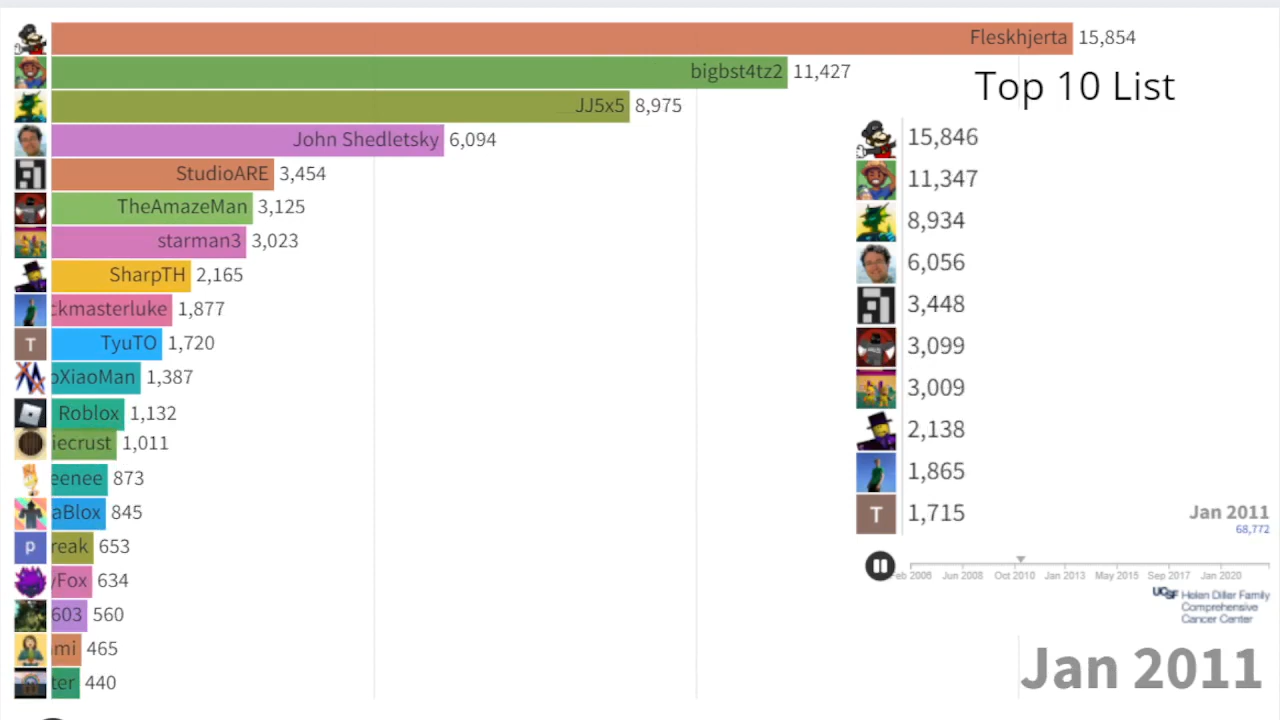 Fleskhjerta 15,854
bigbst4tz2 11,427
JJ5x5 8,975
John Shedletsky 6,094
StudioARE 3,454
TheAmazeMan 3,125
starman3 3,023
SharpTH 2,165
ckmasterluke 1,877
T TyuTO 1,720
oXiaoMan 1,387
Roblox 1,132
iecrust 1,011
eenee 873
aBlox 845
p reak 653
yFox 634
603 560
mi 465
ter 440
Top 10 List
15,846
11,347
8,934
6,056
3,448
3,099
3,009
2,138
1,865
T 1,715
Jan 2011
68,772
Feb 2006 Jun 2008 Oct 2010 Jan 2013 May 2015 Sep 2017 Jan 2020
UCSF Helen Diller Family
Comprehensive
Cancer Center
Jan 2011